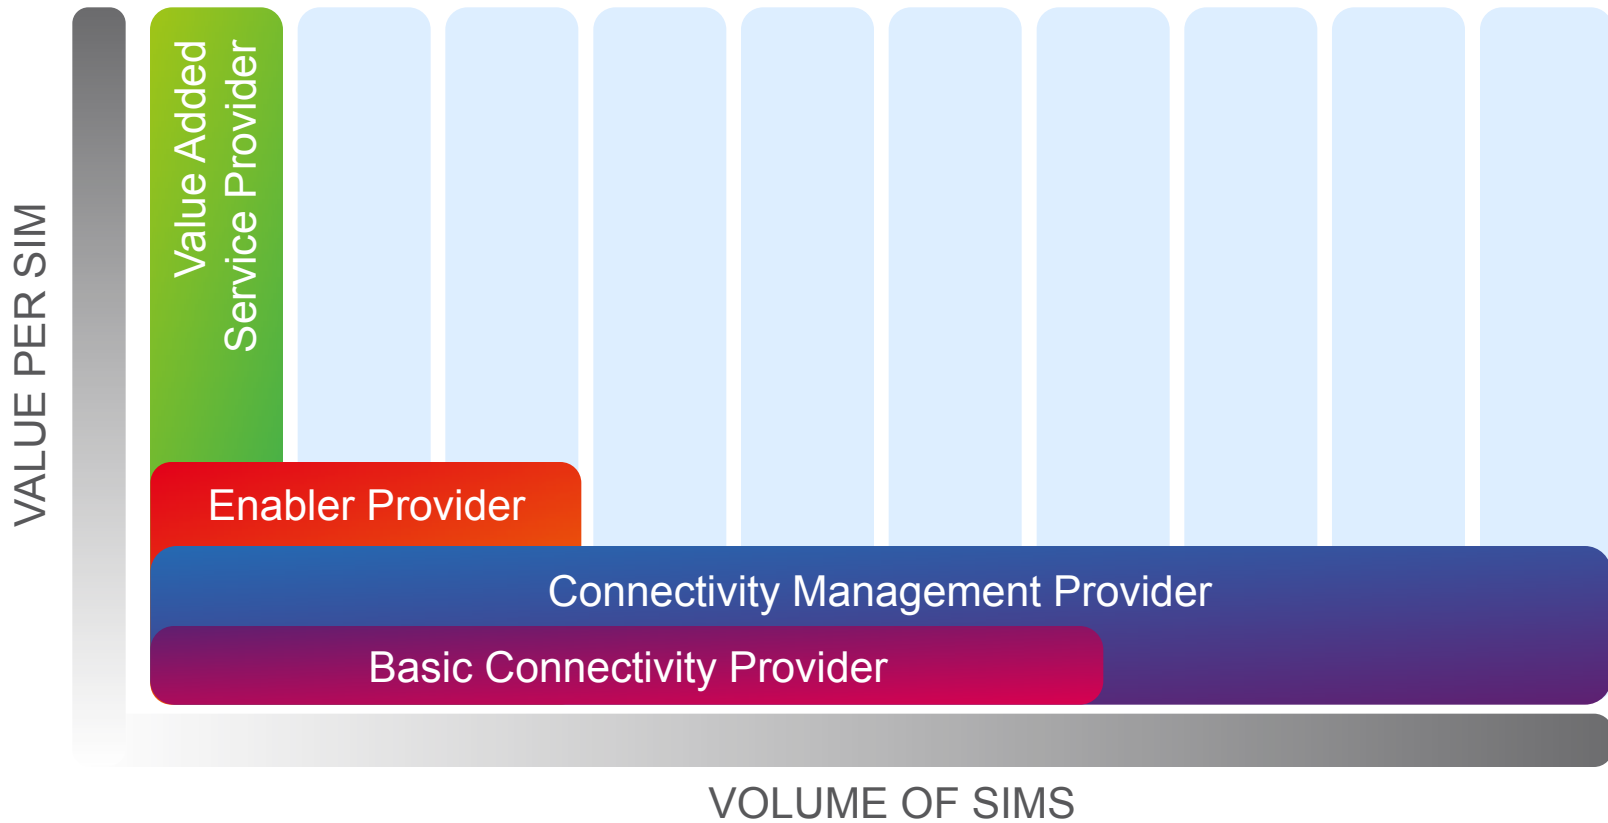 VALUE PER SIM
Value Added
Service Provider
Enabler Provider
Connectivity Management Provider
Basic Connectivity Provider
VOLUME OF SIMS